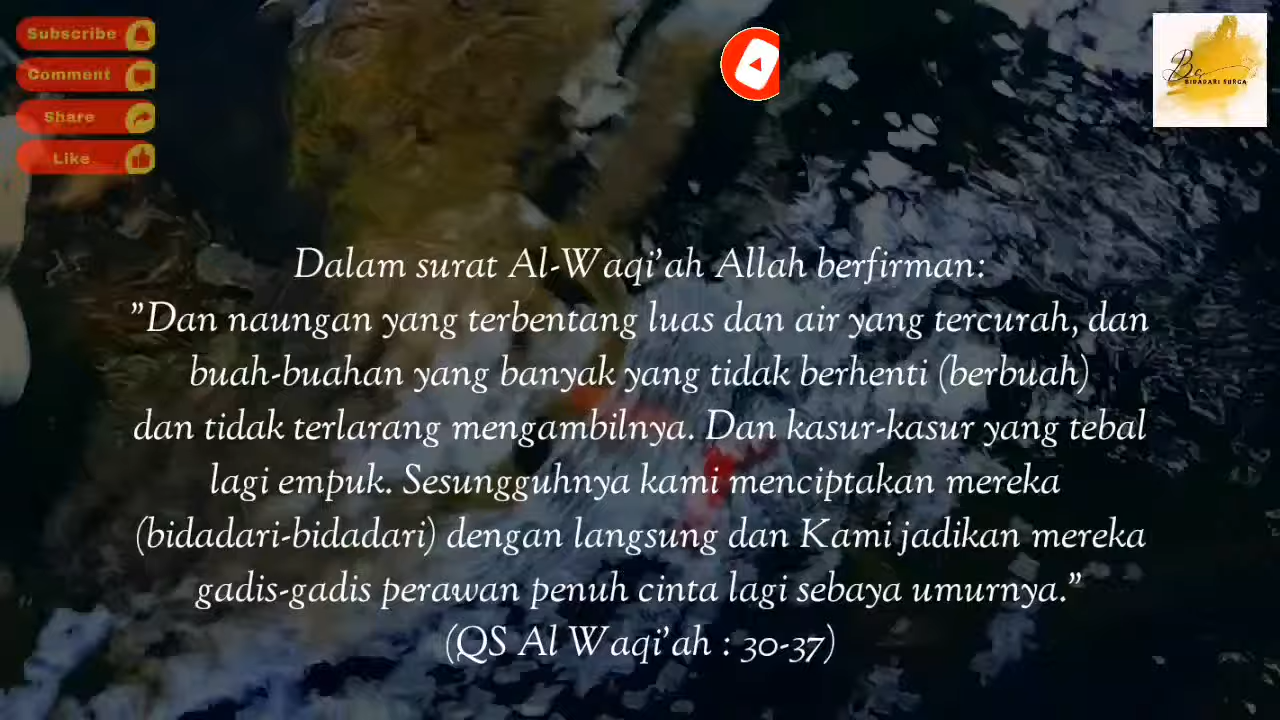 Subscribe
Comment
Share
Like
BIDADARI SURGA
Dalam surat Al-Waqi'ah Allah berfirman:
"Dan naungan yang terbentang luas dan air yang tercurah, dan
buah-buahan yang banyak yang tidak berhenti (berbuah)
dan tidak terlarang mengambilnya. Dan kasur-kasur yang tebal
lagi empuk. Sesungguhnya kami menciptakan mereka
(bidadari-bidadari) dengan langsung dan Kami jadikan mereka
gadis-gadis perawan penuh cinta lagi sebaya umurnya."
(QS Al Waqi'ah : 30-37)